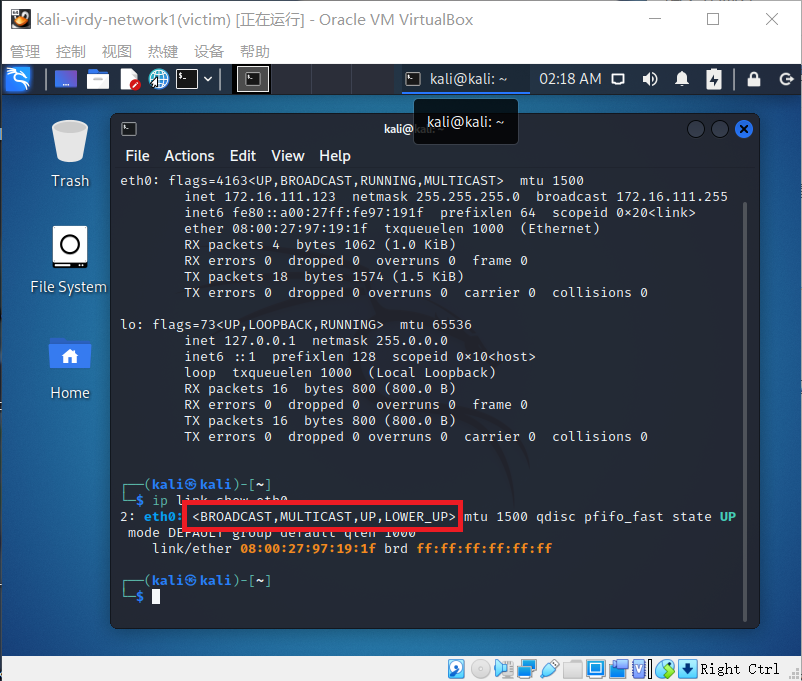 kali-virdy-network1(victim) [正在运行] - Oracle VM VirtualBox
管理 控制 视图 热键 设备 帮助
kali@kali: ~ 02:18 AM
kali@kali: ~
kali@kali: ~
File Actions Edit View Help
Trash
File System
Home
eth0: flags=4163<UP,BROADCAST,RUNNING,MULTICAST>  mtu 1500
        inet 172.16.111.123  netmask 255.255.255.0  broadcast 172.16.111.255
        inet6 fe80::a00:27ff:fe97:191f  prefixlen 64  scopeid 0×20<link>
        ether 08:00:27:97:19:1f  txqueuelen 1000  (Ethernet)
        RX packets 4  bytes 1062 (1.0 KiB)
        RX errors 0  dropped 0  overruns 0  frame 0
        TX packets 18  bytes 1574 (1.5 KiB)
        TX errors 0  dropped 0 overruns 0  carrier 0  collisions 0
lo: flags=73<UP,LOOPBACK,RUNNING>  mtu 65536
        inet 127.0.0.1  netmask 255.0.0.0
        inet6 ::1  prefixlen 128  scopeid 0×10<host>
        loop  txqueuelen 1000  (Local Loopback)
        RX packets 16  bytes 800 (800.0 B)
        RX errors 0  dropped 0  overruns 0  frame 0
        TX packets 16  bytes 800 (800.0 B)
        TX errors 0  dropped 0 overruns 0  carrier 0  collisions 0
┌──(kali㉿kali)-[~]
└─$ ip link show eth0
2: eth0: <BROADCAST,MULTICAST,UP,LOWER_UP> mtu 1500 qdisc pfifo_fast state UP
 mode DEFAULT group default qlen 1000
    link/ether 08:00:27:97:19:1f brd ff:ff:ff:ff:ff:ff
┌──(kali㉿kali)-[~]
└─$
Right Ctrl